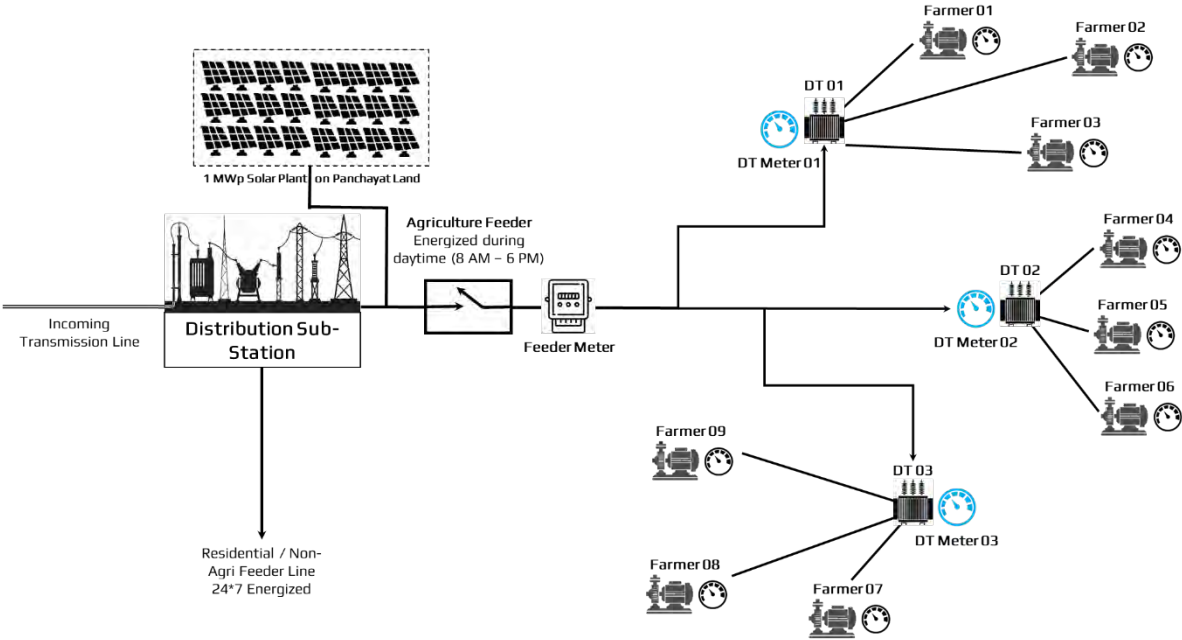 Farmer 01
Farmer 02
DT 01
Farmer 03
DT Meter 01
1 MWp Solar Plant on Panchayat Land
Agriculture Feeder
Energized during
daytime (8 AM – 6 PM)
Farmer 04
DT 02
Farmer 05
DT Meter 02
Incoming
Transmission Line
Distribution Sub-
Station
Feeder Meter
Farmer 06
Farmer 09
DT 03
DT Meter 03
Farmer 08
Farmer 07
Residential / Non-
Agri Feeder Line
24*7 Energized